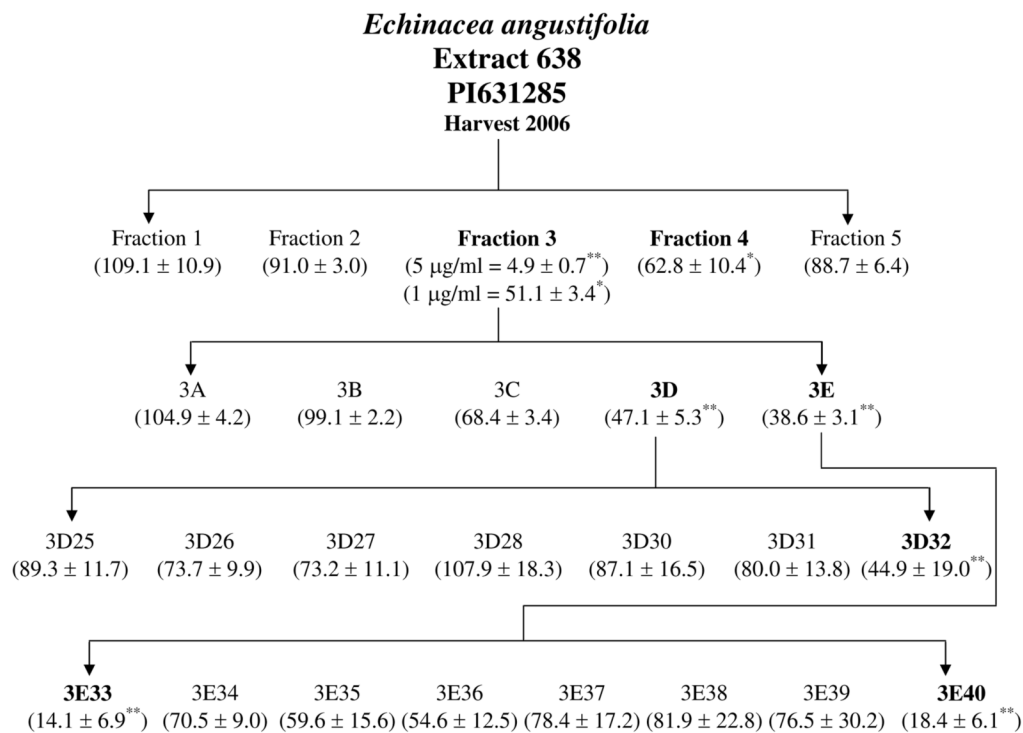 Echinacea angustifolia
Extract 638
PI631285
Harvest 2006
Fraction 1 Fraction 2 Fraction 3 Fraction 4 Fraction 5
(109.1 ± 10.9) (91.0 ± 3.0) (5 µg/ml = 4.9 ± 0.7**) (62.8 ± 10.4*) (88.7 ± 6.4)
(1 µg/ml = 51.1 ± 3.4*)
3A 3B 3C 3D 3E
(104.9 ± 4.2) (99.1 ± 2.2) (68.4 ± 3.4) (47.1 ± 5.3**) (38.6 ± 3.1**)
3D25 3D26 3D27 3D28 3D30 3D31 3D32
(89.3 ± 11.7) (73.7 ± 9.9) (73.2 ± 11.1) (107.9 ± 18.3) (87.1 ± 16.5) (80.0 ± 13.8) (44.9 ± 19.0**)
3E33 3E34 3E35 3E36 3E37 3E38 3E39 3E40
(14.1 ± 6.9**) (70.5 ± 9.0) (59.6 ± 15.6) (54.6 ± 12.5) (78.4 ± 17.2) (81.9 ± 22.8) (76.5 ± 30.2) (18.4 ± 6.1**)